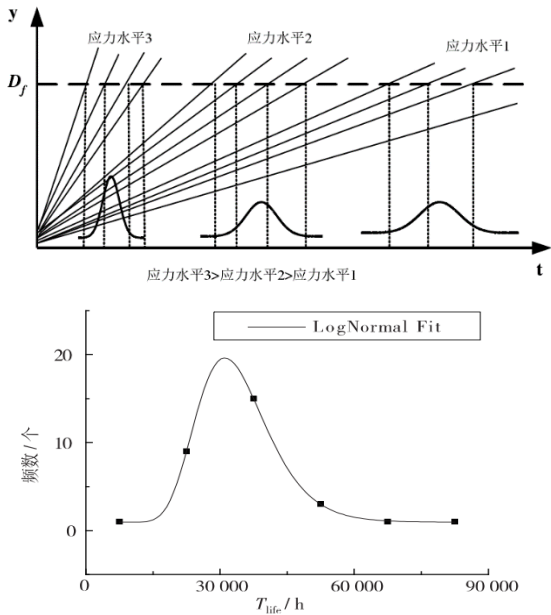 y
应力水平3
应力水平2
应力水平1
D_f
t
应力水平3>应力水平2>应力水平1
LogNormal Fit
20
10
0
频数/个
0
30 000
60 000
90 000
T_life / h